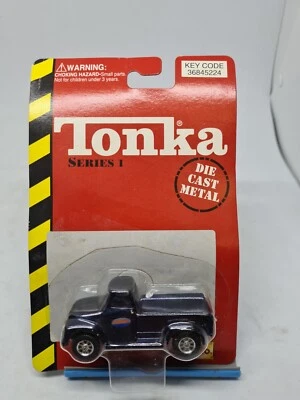 ⚠WARNING:
CHOKING HAZARD-Small parts
Not for children under 3 years.
KEY CODE
36845224
Tonka®
SERIES 1
DIE
CAST
METAL